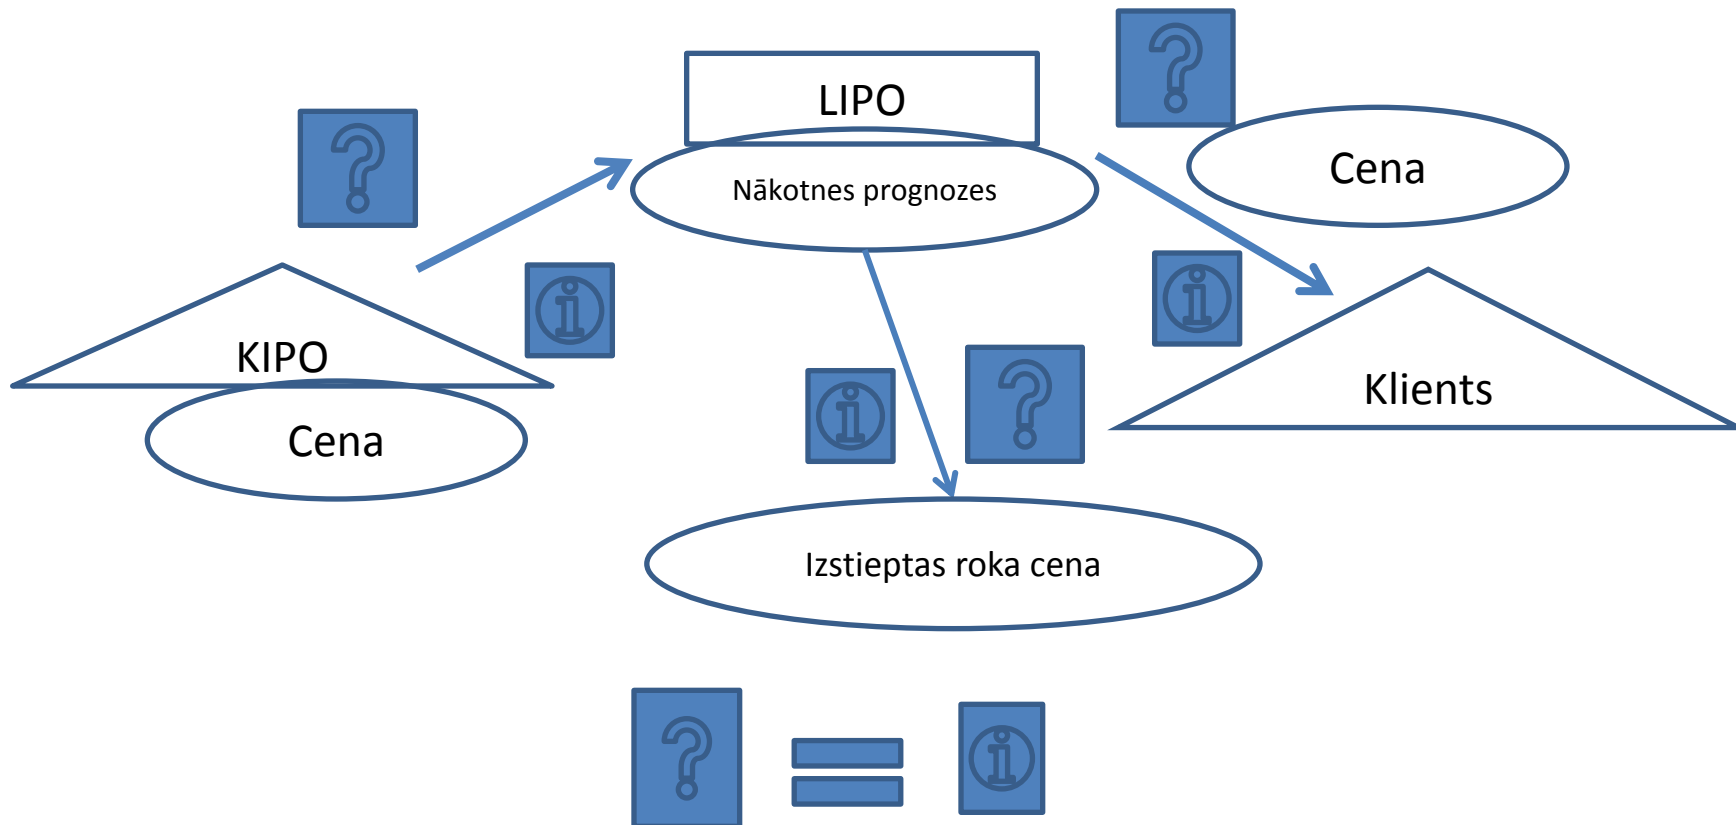 LIPO
Nākotnes prognozes
Cena
KIPO
Cena
Klients
Izstieptas roka cena